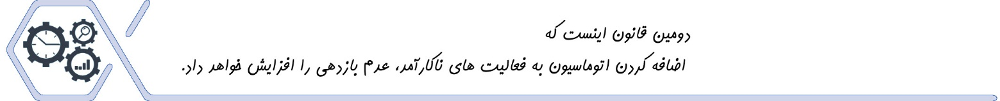 دومین قانون اینست که
اضافه کردن اتوماسیون به فعالیت های ناکارآمد، عدم بازدهی را افزایش خواهد داد.